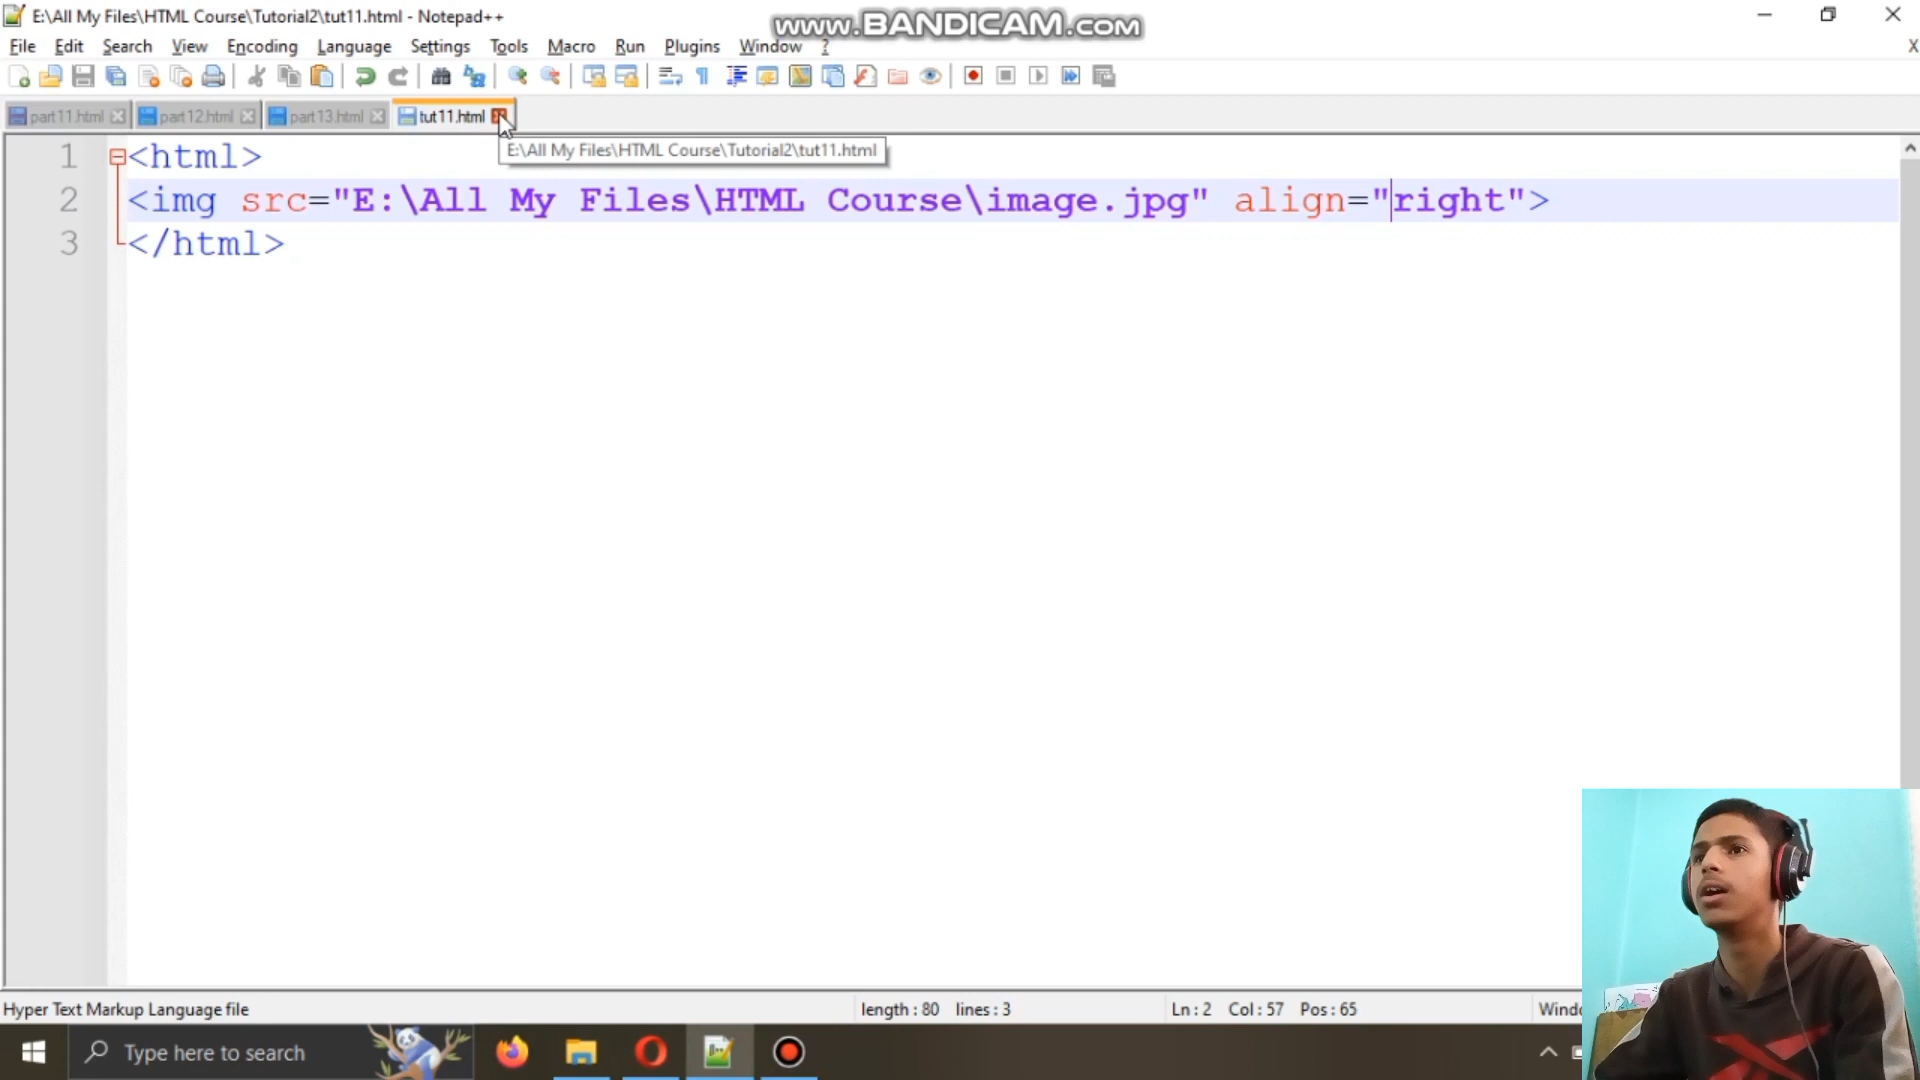 E:\All My Files\HTML Course\Tutorial2\tut11.html - Notepad++
www.BANDICAM.com
File Edit Search View Encoding Language Settings Tools Macro Run Plugins Window ? X
part11.html part12.html part13.html tut11.html
E:\All My Files\HTML Course\Tutorial2\tut11.html
1 <html>
2 <img src="E:\All My Files\HTML Course\image.jpg" align="right">
3 </html>
Hyper Text Markup Language file length : 80 lines : 3 Ln : 2 Col : 57 Pos : 65 Windo
Type here to search